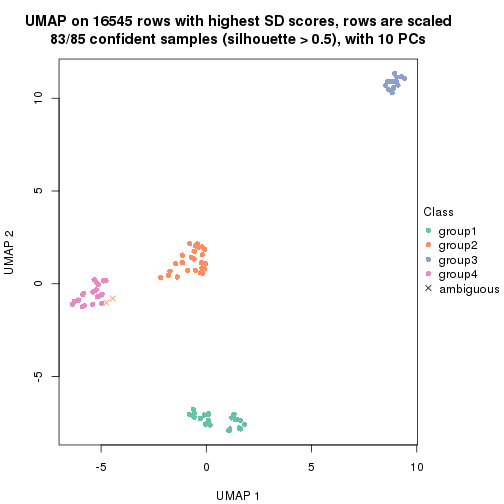 UMAP on 16545 rows with highest SD scores, rows are scaled
83/85 confident samples (silhouette > 0.5), with 10 PCs
10
5
0
-5
UMAP 2
-5
0
5
10
UMAP 1
Class
group1
group2
group3
group4
ambiguous